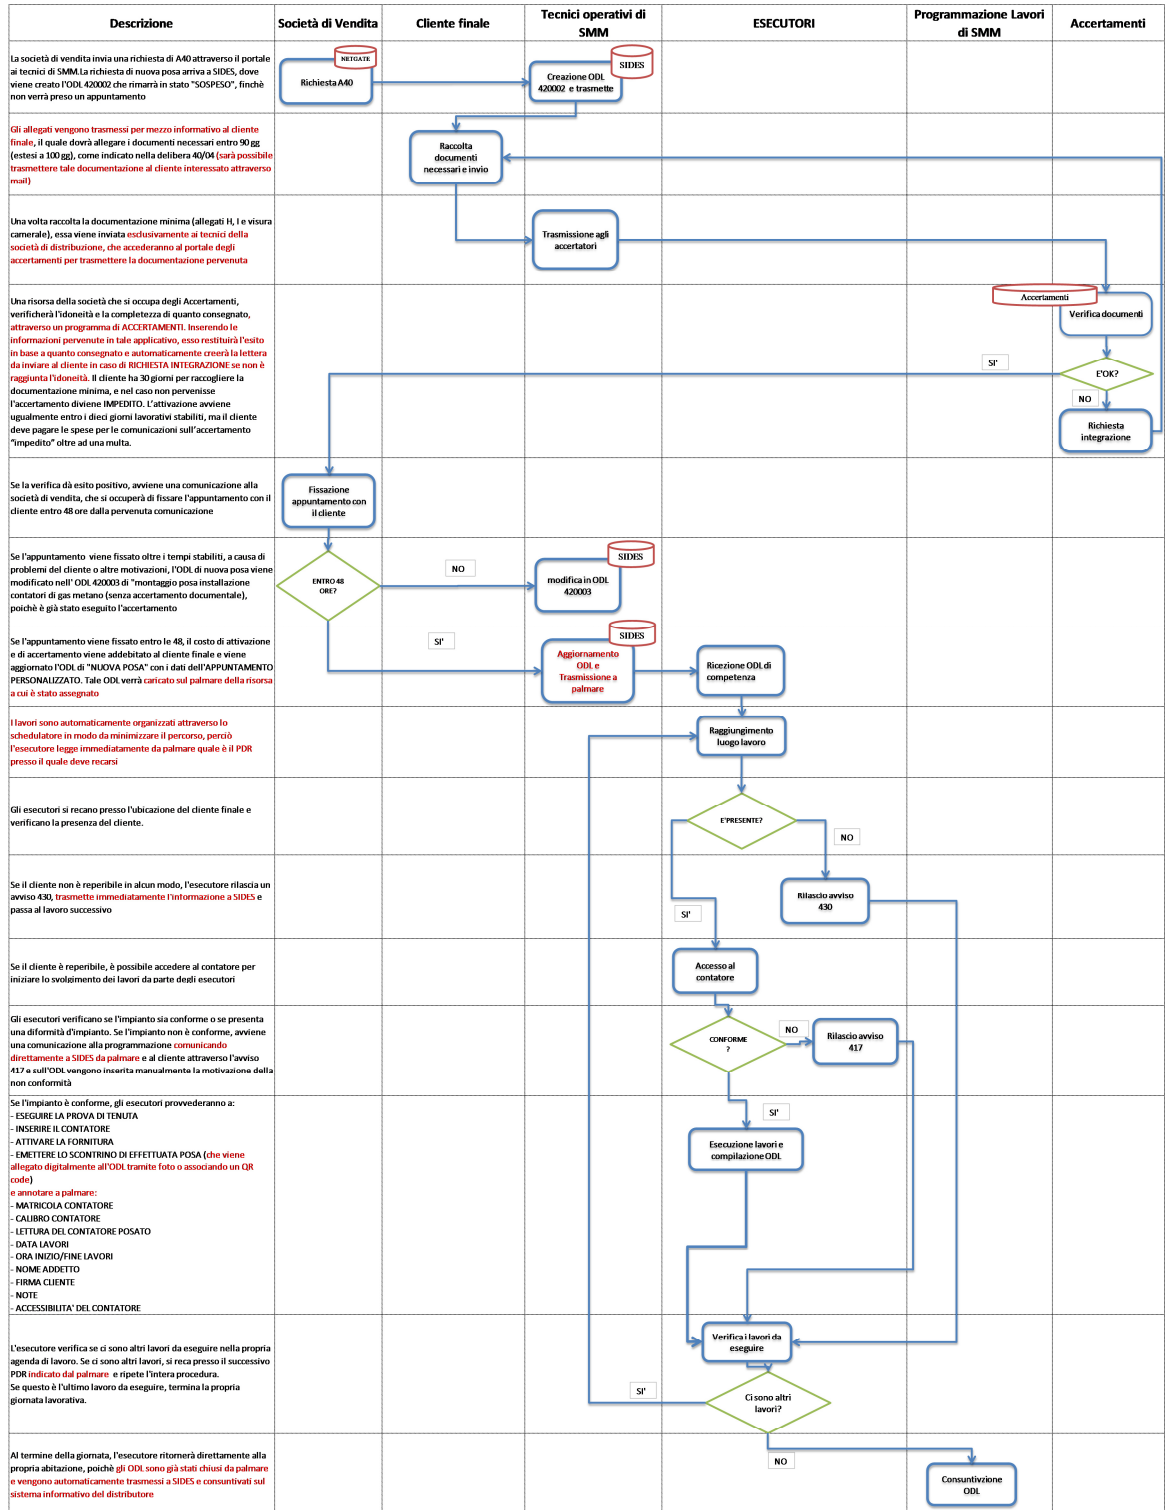 Descrizione
Società di Vendita
Cliente finale
Tecnici operativi di
SMM
ESECUTORI
Programmazione Lavori
di SMM
Accertamenti
La società di vendita invia una richiesta di A40 attraverso il portale
ai tecnici di SMM.La richiesta di nuova posa arriva a SIDES, dove
viene creato l'ODL 420002 che rimarrà in stato "SOSPESO", finchè
non verrà preso un appuntamento
NETGATE
Richiesta A40
SIDES
Creazione ODL
420002 e trasmette
Gli allegati vengono trasmessi per mezzo informativo al cliente
finale, il quale dovrà allegare i documenti necessari entro 90 gg
(estesi a 100 gg), come indicato nella delibera 40/04 (sarà possibile
trasmettere tale documentazione al cliente interessato attraverso
mail)
Raccolta
documenti
necessari e invio
Una volta raccolta la documentazione minima (allegati H, I e visura
camerale), essa viene inviata esclusivamente ai tecnici della
società di distribuzione, che accederanno al portale degli
accertamenti per trasmettere la documentazione pervenuta
Trasmissione agli
accertatori
Una risorsa della società che si occupa degli Accertamenti,
verificherà l'idoneità e la completezza di quanto consegnato,
attraverso un programma di ACCERTAMENTI. Inserendo le
informazioni pervenute in tale applicativo, esso restituirà l'esito
in base a quanto consegnato e automaticamente creerà la lettera
da inviare al cliente in caso di RICHIESTA INTEGRAZIONE se non è
raggiunta l'idoneità. Il cliente ha 30 giorni per raccogliere la
documentazione minima, e nel caso non pervenisse
l'accertamento diviene IMPEDITO. L'attivazione avviene
ugualmente entro i dieci giorni lavorativi stabiliti, ma il cliente
deve pagare le spese per le comunicazioni sull'accertamento
"impedito" oltre ad una multa.
Accertamenti
Verifica documenti
SI'
E'OK?
NO
Richiesta
integrazione
Se la verifica dà esito positivo, avviene una comunicazione alla
società di vendita, che si occuperà di fissare l'appuntamento con il
cliente entro 48 ore dalla pervenuta comunicazione
Fissazione
appuntamento con
il cliente
Se l'appuntamento viene fissato oltre i tempi stabiliti, a causa di
problemi del cliente o altre motivazioni, l'ODL di nuova posa viene
modificato nell' ODL 420003 di "montaggio posa installazione
contatori di gas metano (senza accertamento documentale),
poichè è già stato eseguito l'accertamento
ENTRO 48
ORE?
NO
SIDES
modifica in ODL
420003
Se l'appuntamento viene fissato entro le 48, il costo di attivazione
e di accertamento viene addebitato al cliente finale e viene
aggiornato l'ODL di "NUOVA POSA" con i dati dell'APPUNTAMENTO
PERSONALIZZATO. Tale ODL verrà caricato sul palmare della risorsa
a cui è stato assegnato
SI'
SIDES
Aggiornamento
ODL e
Trasmissione a
palmare
Ricezione ODL di
competenza
I lavori sono automaticamente organizzati attraverso lo
schedulatore in modo da minimizzare il percorso, perciò
l'esecutore legge immediatamente da palmare quale è il PDR
presso il quale deve recarsi
Raggiungimento
luogo lavoro
Gli esecutori si recano presso l'ubicazione del cliente finale e
verificano la presenza del cliente.
E'PRESENTE?
NO
Se il cliente non è reperibile in alcun modo, l'esecutore rilascia un
avviso 430, trasmette immediatamente l'informazione a SIDES e
passa al lavoro successivo
Rilascio avviso
430
SI'
Se il cliente è reperibile, è possibile accedere al contatore per
iniziare lo svolgimento dei lavori da parte degli esecutori
Accesso al
contatore
Gli esecutori verificano se l'impianto sia conforme o se presenta
una diformità d'impianto. Se l'impianto non è conforme, avviene
una comunicazione alla programmazione comunicando
direttamente a SIDES da palmare e al cliente attraverso l'avviso
417 e sull'ODL vengono inserita manualmente la motivazione della
non conformità
CONFORME
?
NO
Rilascio avviso
417
Se l'impianto è conforme, gli esecutori provvederanno a:
- ESEGUIRE LA PROVA DI TENUTA
- INSERIRE IL CONTATORE
- ATTIVARE LA FORNITURA
- EMETTERE LO SCONTRINO DI EFFETTUATA POSA (che viene
allegato digitalmente all'ODL tramite foto o associando un QR
code)
e annotare a palmare:
- MATRICOLA CONTATORE
- CALIBRO CONTATORE
- LETTURA DEL CONTATORE POSATO
- DATA LAVORI
- ORA INIZIO/FINE LAVORI
- NOME ADDETTO
- FIRMA CLIENTE
- NOTE
- ACCESSIBILITA' DEL CONTATORE
SI'
Esecuzione lavori e
compilazione ODL
L'esecutore verifica se ci sono altri lavori da eseguire nella propria
agenda di lavoro. Se ci sono altri lavori, si reca presso il successivo
PDR indicato dal palmare e ripete l'intera procedura.
Se questo è l'ultimo lavoro da eseguire, termina la propria
giornata lavorativa.
Verifica i lavori da
eseguire
SI'
Ci sono altri
lavori?
Al termine della giornata, l'esecutore ritornerà direttamente alla
propria abitazione, poichè gli ODL sono già stati chiusi da palmare
e vengono automaticamente trasmessi a SIDES e consuntivati sul
sistema informativo del distributore
NO
Consuntivzione
ODL